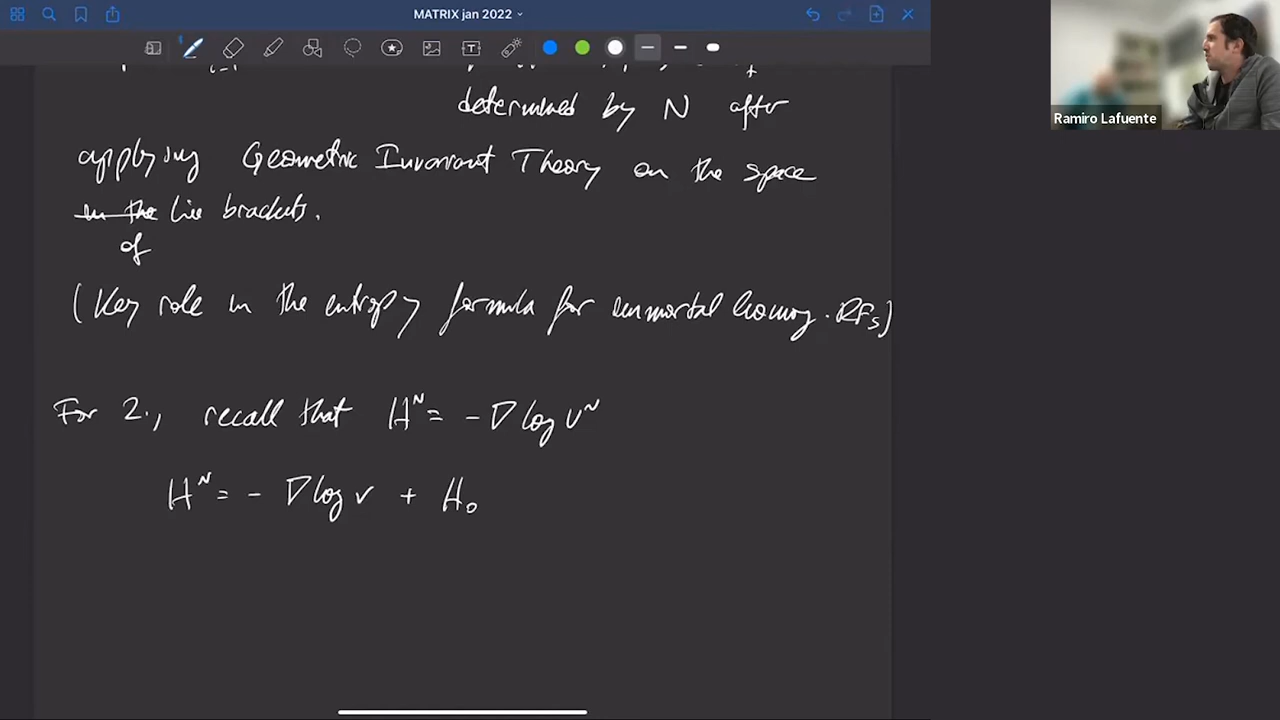 MATRIX jan 2022
Ramiro Lafuente
determined by N after
applying Geometric Invariant Theory on the space
in the Lie brackets.
of
(Key role in the entropy formula for immortal homog. RFs)
For 2., recall that H^N = - ∇ log v^N
H^N = - ∇ log v + H_0